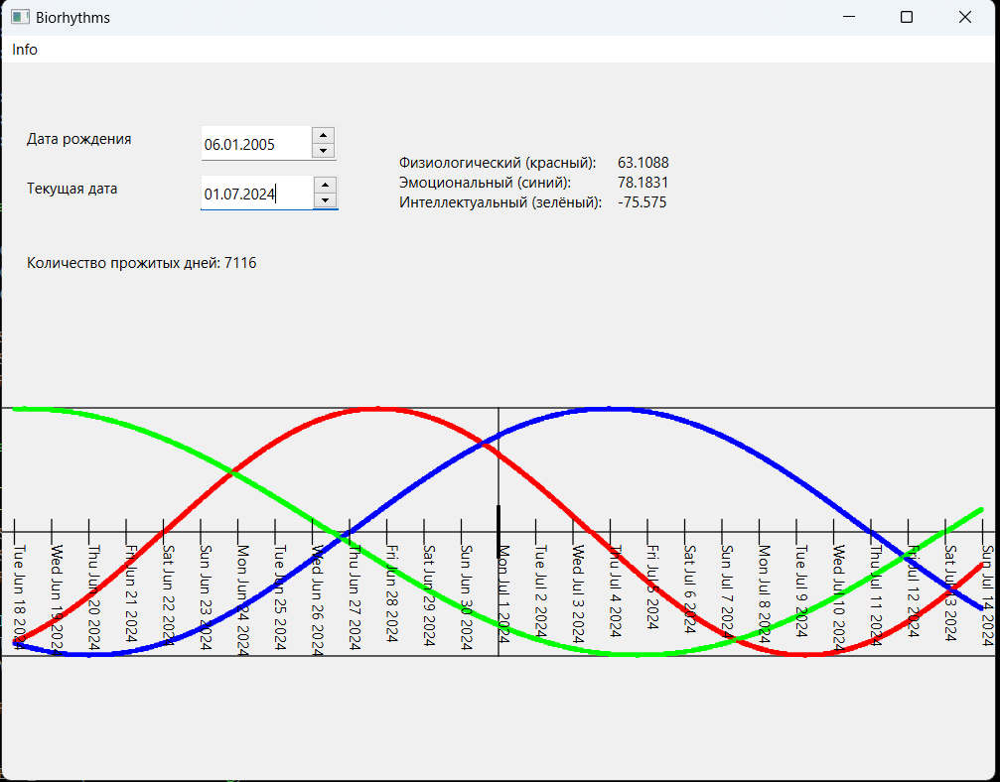 Biorhythms
Info
Дата рождения
06.01.2005
Текущая дата
01.07.2024
Физиологический (красный): 63.1088
Эмоциональный (синий): 78.1831
Интеллектуальный (зелёный): -75.575
Количество прожитых дней: 7116
Tue Jun 18 2024
Wed Jun 19 2024
Thu Jun 20 2024
Fri Jun 21 2024
Sat Jun 22 2024
Sun Jun 23 2024
Mon Jun 24 2024
Tue Jun 25 2024
Wed Jun 26 2024
Thu Jun 27 2024
Fri Jun 28 2024
Sat Jun 29 2024
Sun Jun 30 2024
Mon Jul 1 2024
Tue Jul 2 2024
Wed Jul 3 2024
Thu Jul 4 2024
Fri Jul 5 2024
Sat Jul 6 2024
Sun Jul 7 2024
Mon Jul 8 2024
Tue Jul 9 2024
Wed Jul 10 2024
Thu Jul 11 2024
Fri Jul 12 2024
Sat Jul 13 2024
Sun Jul 14 2024